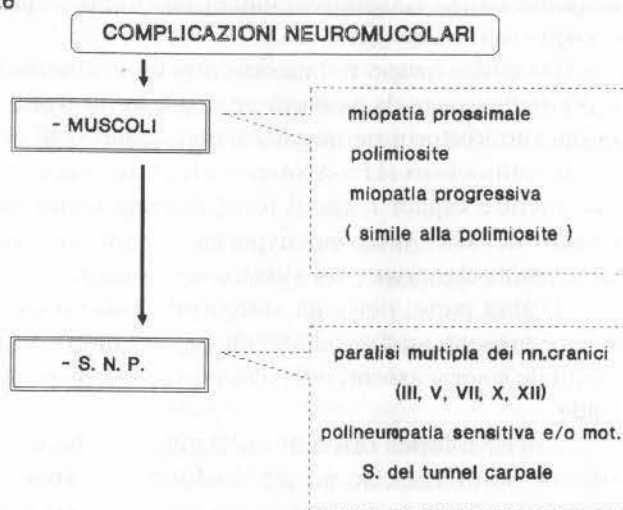 COMPLICAZIONI NEUROMUCOLARI
- MUSCOLI
miopatia prossimale
polimiosite
miopatia progressiva
( simile alla polimiosite )
- S. N. P.
paralisi multipla dei nn.cranici
(III, V, VII, X, XII)
polineumpatia sensitiva e/o mot.
S. del tunnel carpale